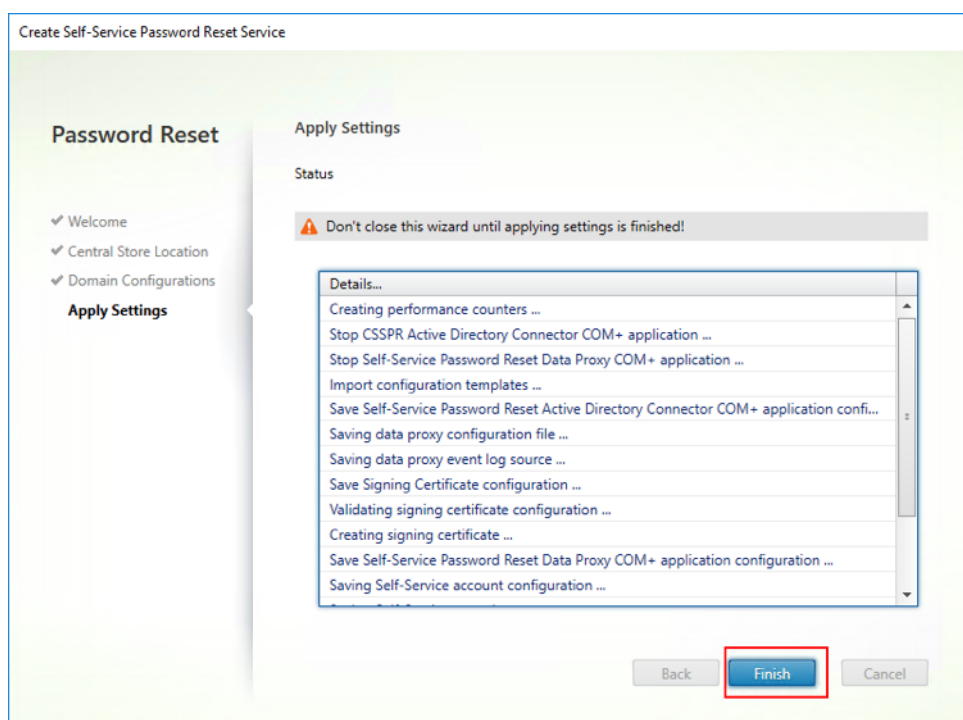 Create Self-Service Password Reset Service
Password Reset
Welcome
Central Store Location
Domain Configurations
Apply Settings
Apply Settings
Status
Don't close this wizard until applying settings is finished!
Details...
Creating performance counters ...
Stop CSSPR Active Directory Connector COM+ application ...
Stop Self-Service Password Reset Data Proxy COM+ application ...
Import configuration templates ...
Save Self-Service Password Reset Active Directory Connector COM+ application confi...
Saving data proxy configuration file ...
Saving data proxy event log source ...
Save Signing Certificate configuration ...
Validating signing certificate configuration ...
Creating signing certificate ...
Save Self-Service Password Reset Data Proxy COM+ application configuration ...
Saving Self-Service account configuration ...
Back
Finish
Cancel